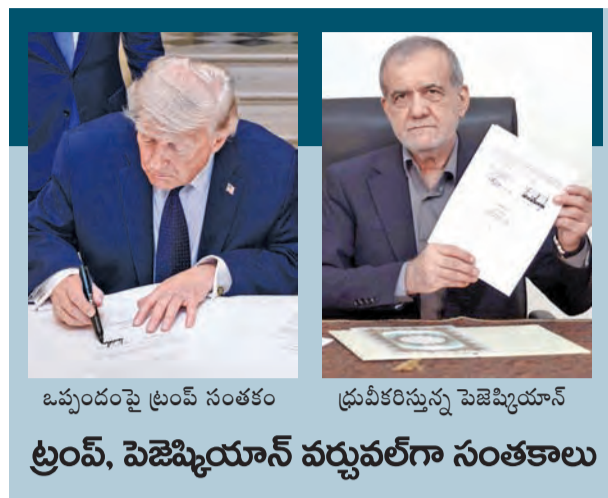 ఒప్పందంపై ట్రంప్ సంతకం
ధ్రువీకరిస్తున్న పెజెష్కియాన్
ట్రంప్, పెజెష్కియాన్ వర్చువల్‌గా సంతకాలు